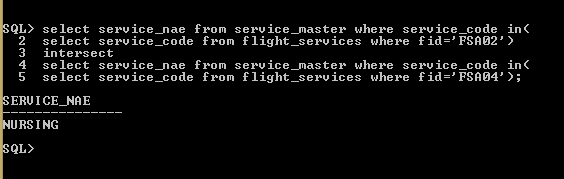 SQL> select service_nae from service_master where service_code in(
2 select service_code from flight_services where fid='FSA02')
3 intersect
4 select service_nae from service_master where service_code in(
5 select service_code from flight_services where fid='FSA04');
SERVICE_NAE
---------------
NURSING
SQL>